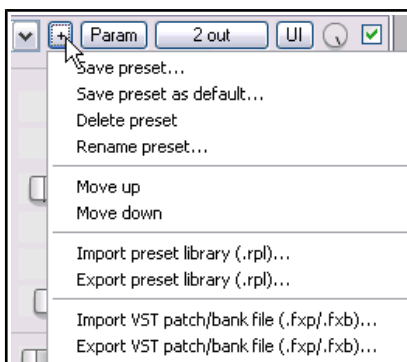 + Param 2 out UI
Save preset...
Save preset as default...
Delete preset
Rename preset...
Move up
Move down
Import preset library (.rpl)...
Export preset library (.rpl)...
Import VST patch/bank file (.fxp/.fxb)...
Export VST patch/bank file (.fxp/.fxb)...